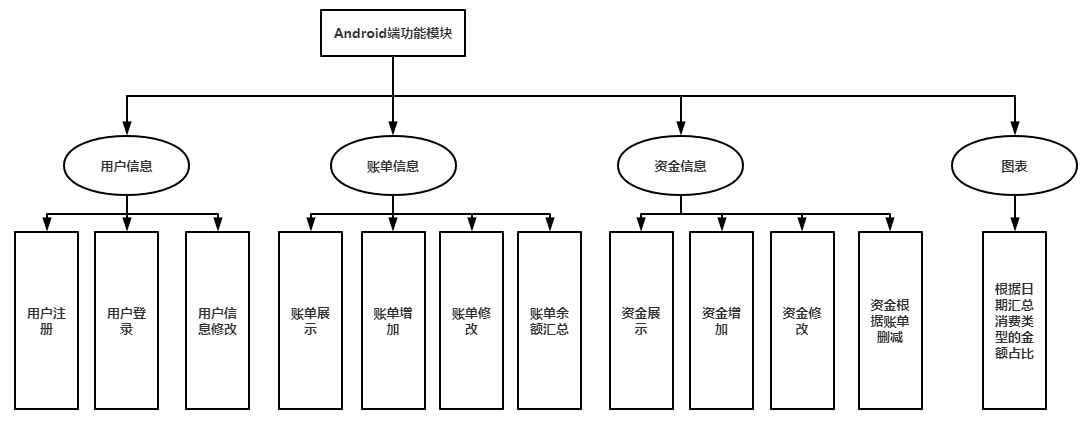 Android端功能模块
用户信息
账单信息
资金信息
图表
用户注
册
用户登
录
用户信
息修改
账单展
示
账单增
加
账单修
改
账单余
额汇总
资金展
示
资金增
加
资金修
改
资金根
据账单
删减
根据日
期汇总
消费类
型的金
额占比